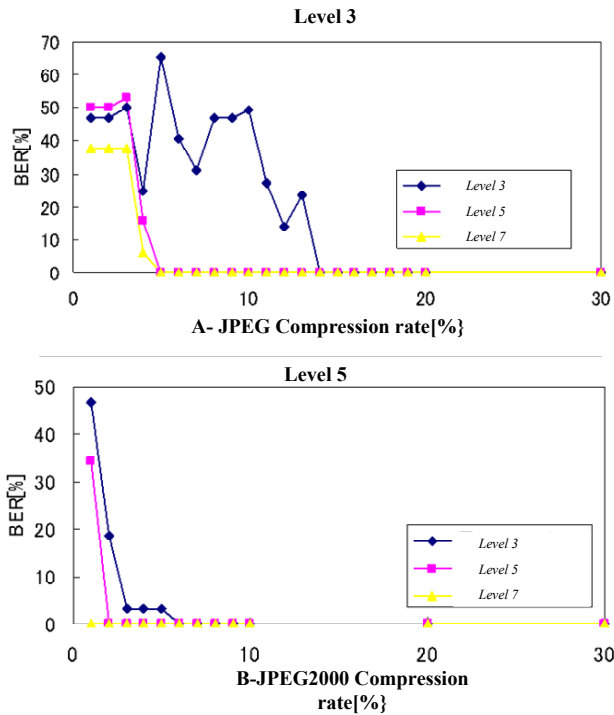 Level 3
70
60
50
40
30
20
10
0
BER[%]
Level 3
Level 5
Level 7
0 10 20 30
A- JPEG Compression rate[%}
Level 5
50
40
30
20
10
0
BER[%]
Level 3
Level 5
Level 7
0 10 20 30
B-JPEG2000 Compression
rate[%}